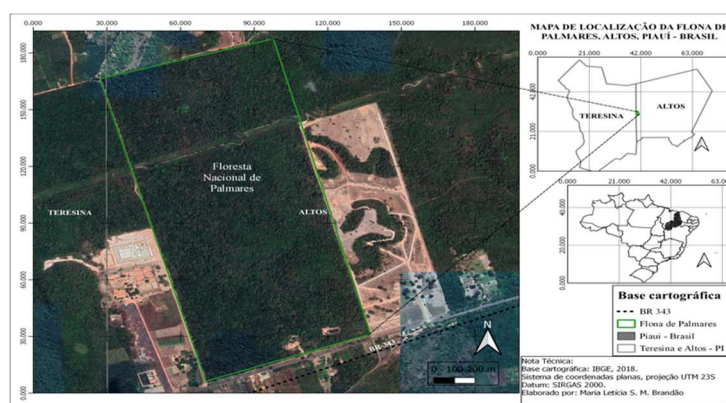 MAPA DE LOCALIZAÇÃO DA FLONA DE
PALMARES, ALTOS, PIAUÍ - BRASIL
0.000 30.000 60.000 90.000 120.000 150.000 180.000
180.000
150.000
120.000
90.000
60.000
30.000
0.000
Floresta
Nacional de
Palmares
TERESINA
ALTOS
BR 343
N
0 100 200 m
0,000 21.000 42.000 63.000
42.000
21.000
0.000
TERESINA
ALTOS
0.000 20.000 40.000 60.000
40.000
20.000
0.000
Base cartográfica
BR 343
Flona de Palmares
Piauí - Brasil
Teresina e Altos - PI
Nota Técnica:
Base cartográfica: IBGE, 2018.
Sistema de coordenadas planas, projeção UTM 23S
Datum: SIRGAS 2000.
Elaborado por: Maria Letícia S. M. Brandão